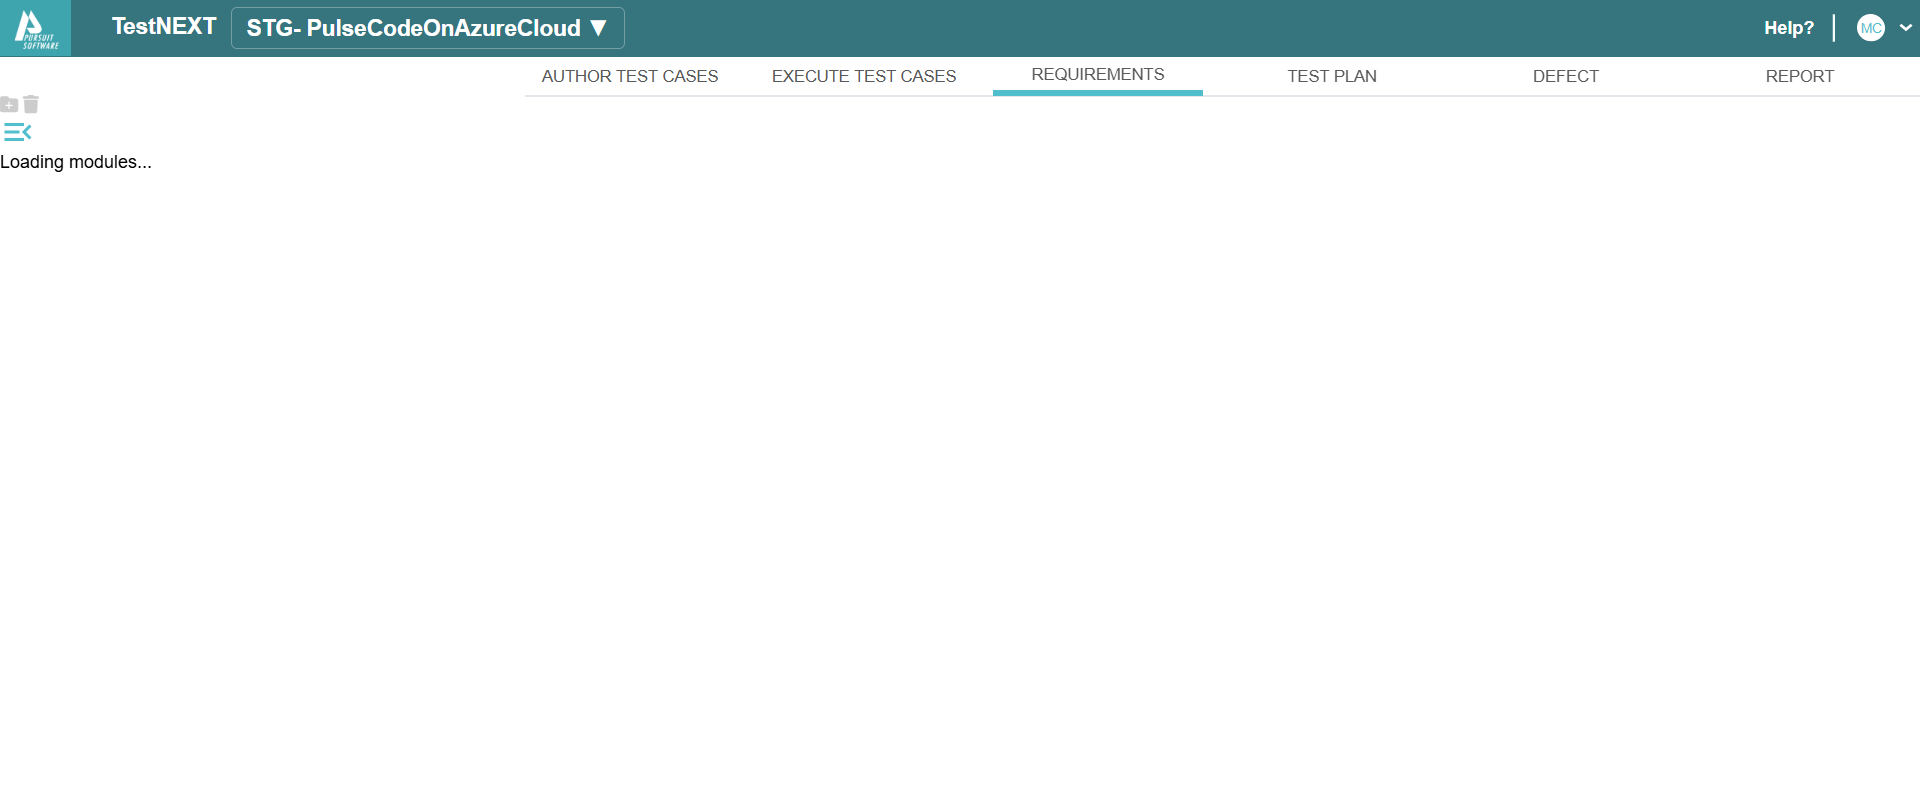 PURSUIT
SOFTWARE
TestNEXT
STG- PulseCodeOnAzureCloud ▼
Help?
MC
AUTHOR TEST CASES
EXECUTE TEST CASES
REQUIREMENTS
TEST PLAN
DEFECT
REPORT
Loading modules...